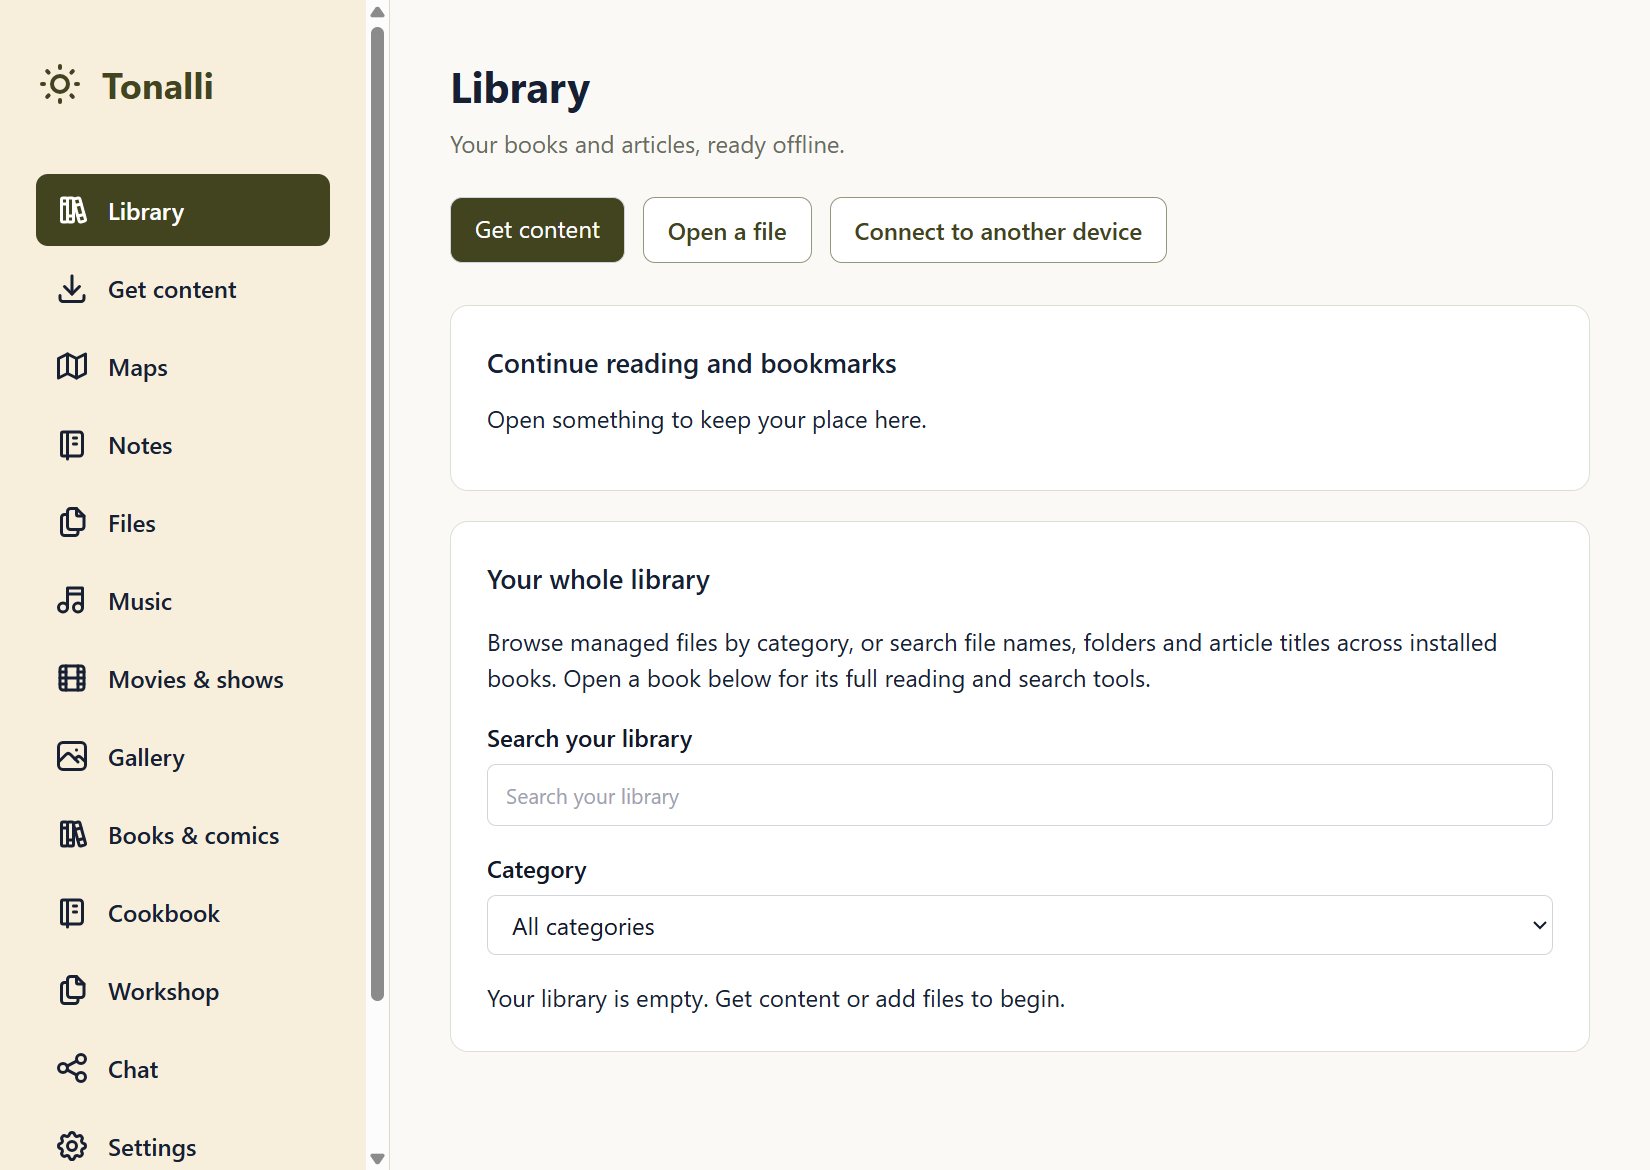 Tonalli
Library
Get content
Maps
Notes
Files
Music
Movies & shows
Gallery
Books & comics
Cookbook
Workshop
Chat
Settings
Library
Your books and articles, ready offline.
Get content
Open a file
Connect to another device
Continue reading and bookmarks
Open something to keep your place here.
Your whole library
Browse managed files by category, or search file names, folders and article titles across installed
books. Open a book below for its full reading and search tools.
Search your library
Search your library
Category
All categories
Your library is empty. Get content or add files to begin.